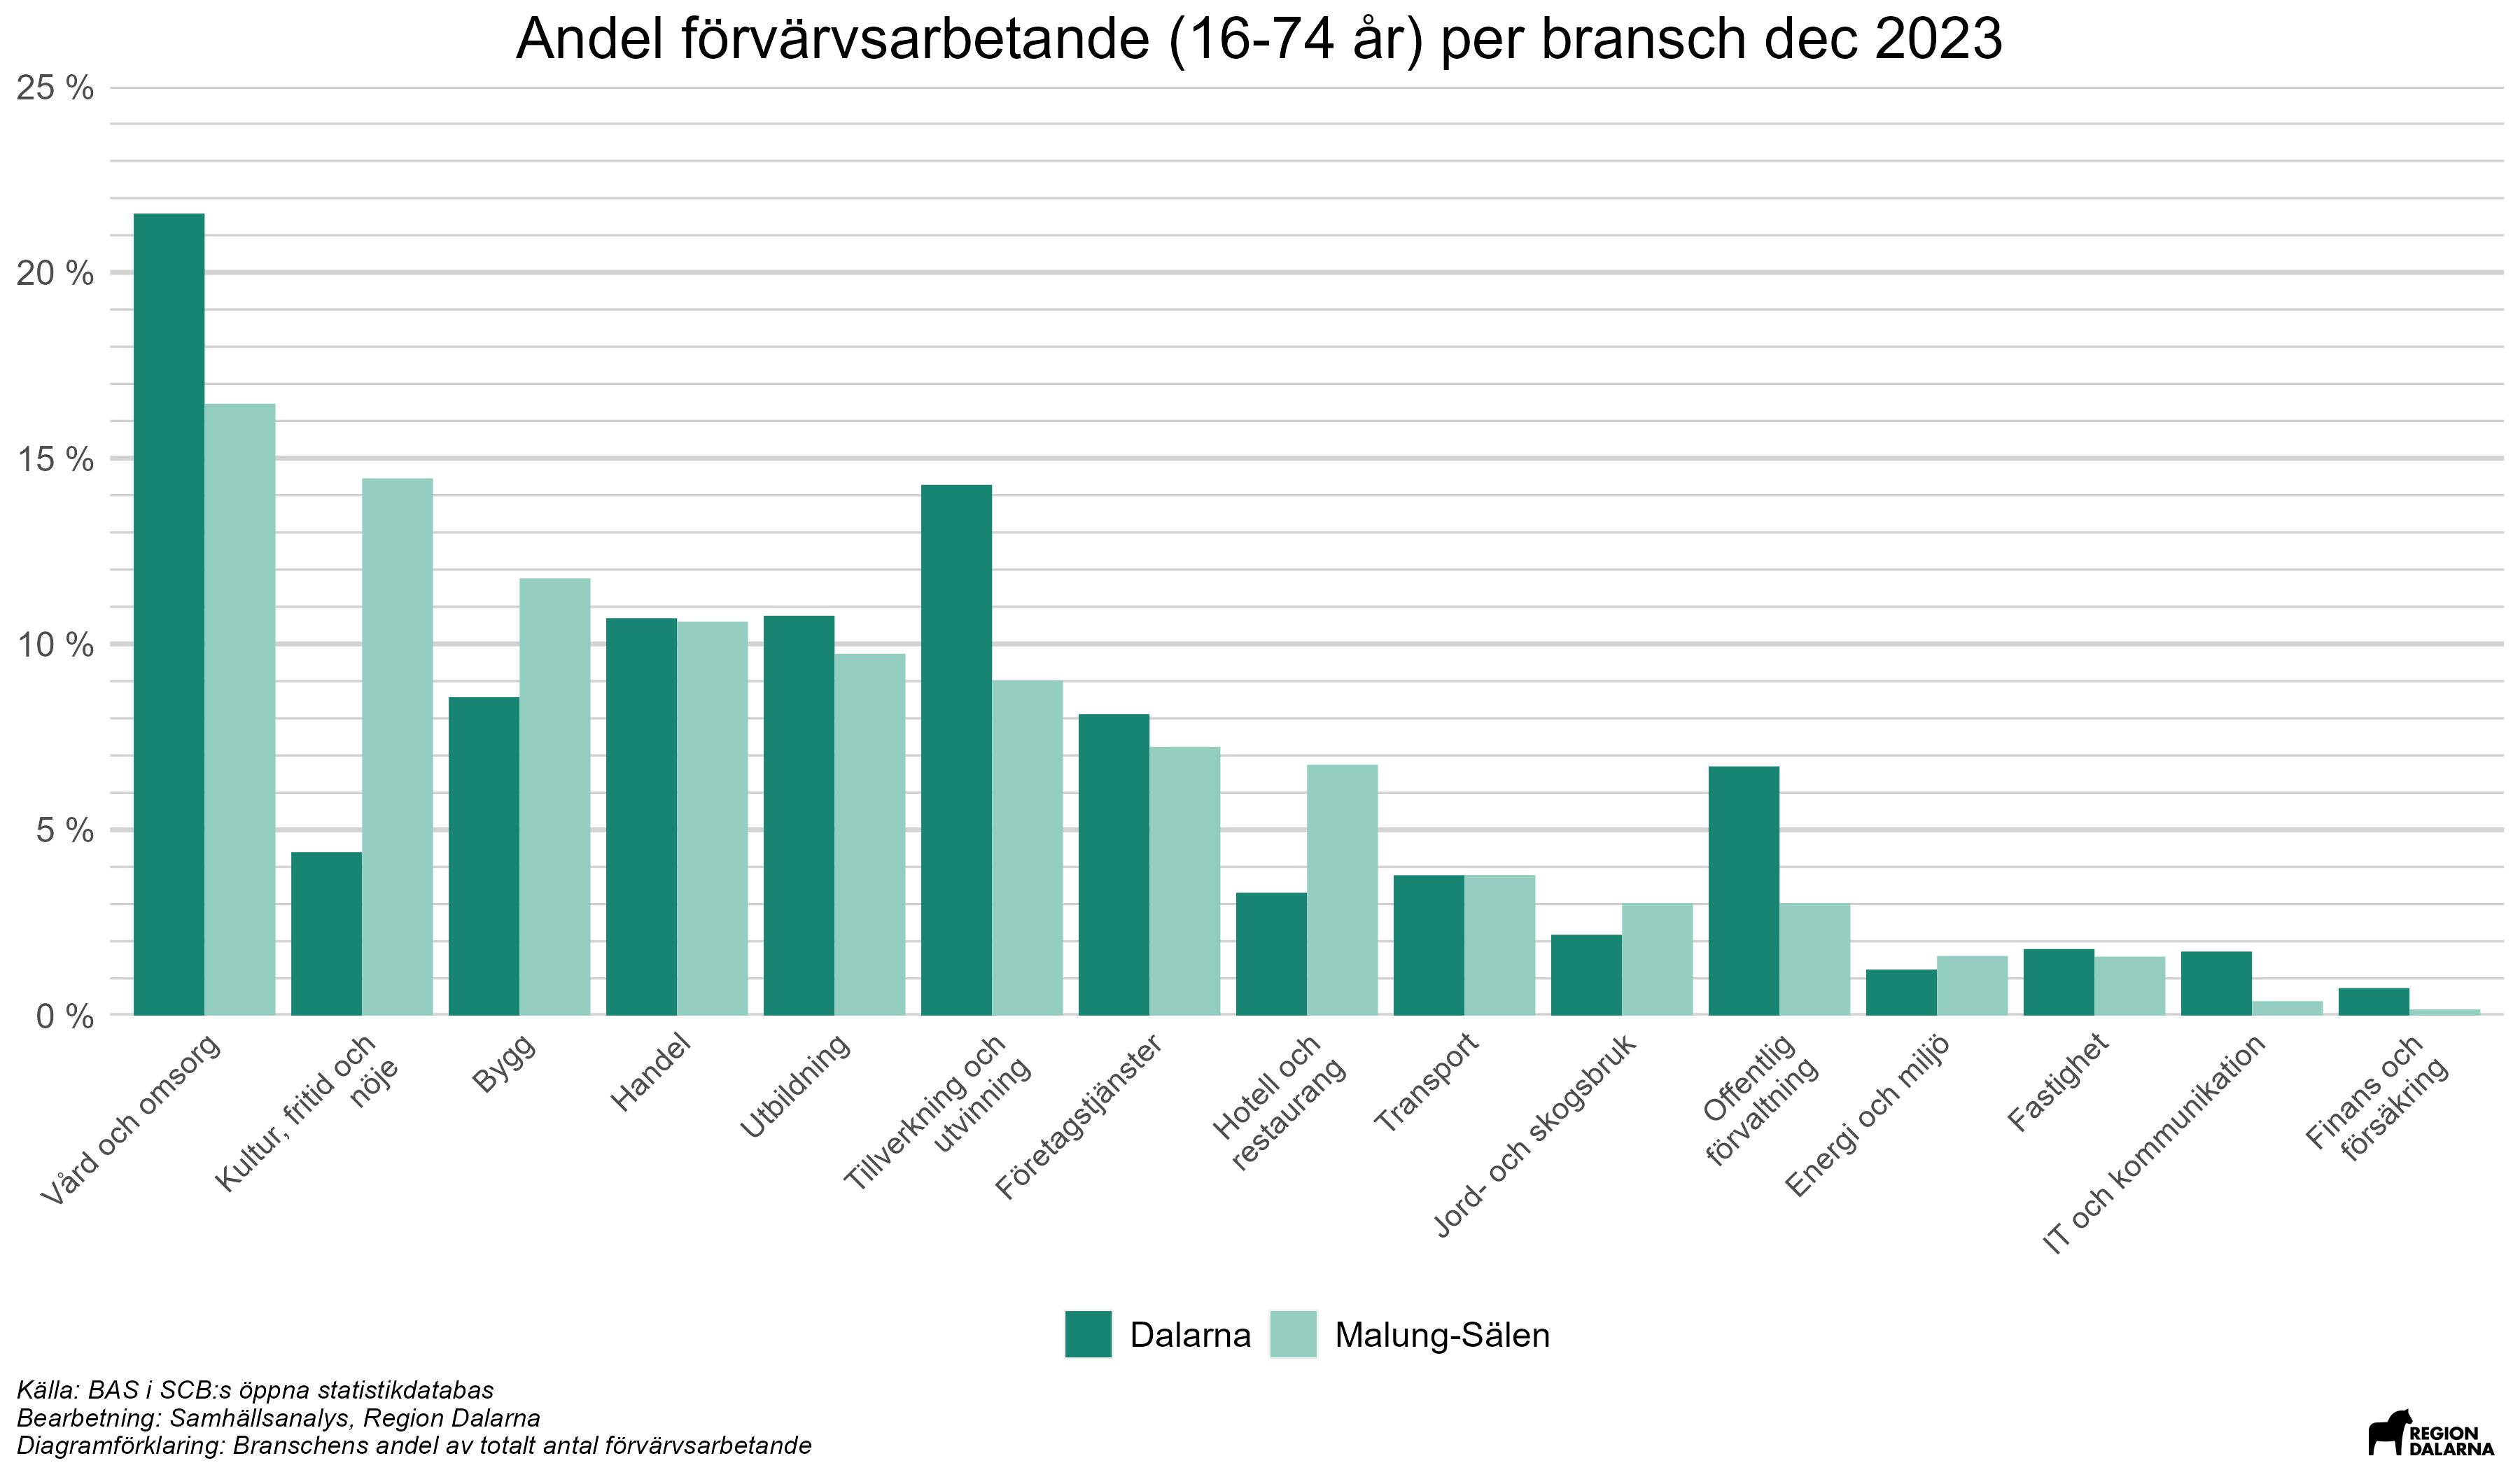 Andel förvärvsarbetande (16-74 år) per bransch dec 2023
25 %
20 %
15 %
10 %
5 %
0 %
Vård och omsorg
Kultur, fritid och
nöje
Bygg
Handel
Utbildning
Tillverkning och
utvinning
Företagstjänster
Hotell och
restaurang
Transport
Jord- och skogsbruk
Offentlig
förvaltning
Energi och miljö
Fastighet
IT och kommunikation
Finans och
försäkring
Dalarna
Malung-Sälen
Källa: BAS i SCB:s öppna statistikdatabas
Bearbetning: Samhällsanalys, Region Dalarna
Diagramförklaring: Branschens andel av totalt antal förvärvsarbetande
REGION
DALARNA